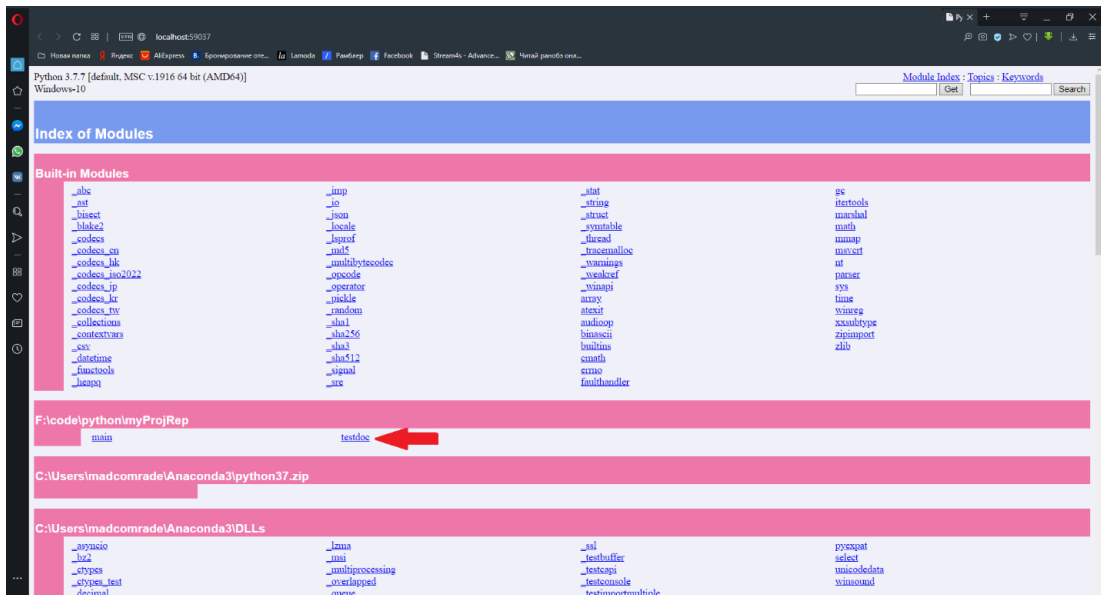 Py
VPN localhost:59037
Новая папка Яндекс AliExpress Бронирование оте... Lamoda Рамблер Facebook Stream4s - Advance... Читай ранобэ онл...
Python 3.7.7 [default, MSC v.1916 64 bit (AMD64)]
Windows-10
Module Index : Topics : Keywords
Get Search
Index of Modules
Built-in Modules
_abc _imp _stat gc
_ast _io _string itertools
_bisect _json _struct marshal
_blake2 _locale _symtable math
_codecs _lsprof _thread mmap
_codecs_cn _md5 _tracemalloc msvcrt
_codecs_hk _multibytecodec _warnings nt
_codecs_iso2022 _opcode _weakref parser
_codecs_jp _operator _winapi sys
_codecs_kr _pickle array time
_codecs_tw _random atexit winreg
_collections _sha1 audioop xxsubtype
_contextvars _sha256 binascii zipimport
_csv _sha3 builtins zlib
_datetime _sha512 cmath
_functools _signal errno
_heapq _sre faulthandler
F:\code\python\myProjRep
main testdoc
C:\Users\madcomrade\Anaconda3\python37.zip
C:\Users\madcomrade\Anaconda3\DLLs
_asyncio _lzma _ssl pyexpat
_bz2 _msi _testbuffer select
_ctypes _multiprocessing _testcapi unicodedata
_ctypes_test _overlapped _testconsole winsound
_decimal _queue _testimportmultiple